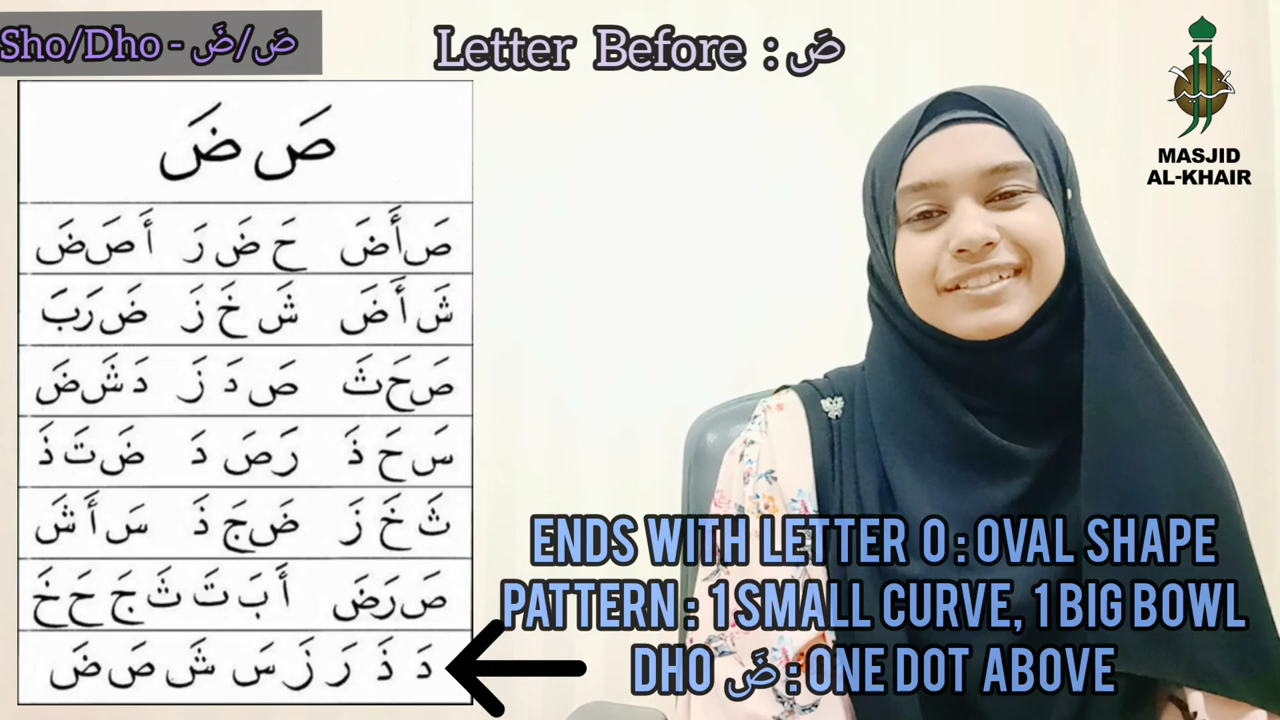 Sho/Dho - صَ/ضَ
Letter Before : صَ
MASJID
AL-KHAIR
صَ ضَ
صَ أَ ضَ حَ ضَ رَ أَ صَ ضَ
شَ أَ ضَ شَ خَ زَ ضَ رَ بَ
صَ حَ ثَ صَ دَ زَ دَ شَ ضَ
سَ حَ ذَ رَ صَ دَ ضَ تَ ذَ
ثَ خَ زَ ضَ جَ ذَ سَ أَ شَ
صَ رَ ضَ أَ بَ تَ ثَ جَ حَ خَ
دَ ذَ رَ زَ سَ شَ صَ ضَ
ENDS WITH LETTER O : OVAL SHAPE
PATTERN : 1 SMALL CURVE, 1 BIG BOWL
DHO ضَ : ONE DOT ABOVE